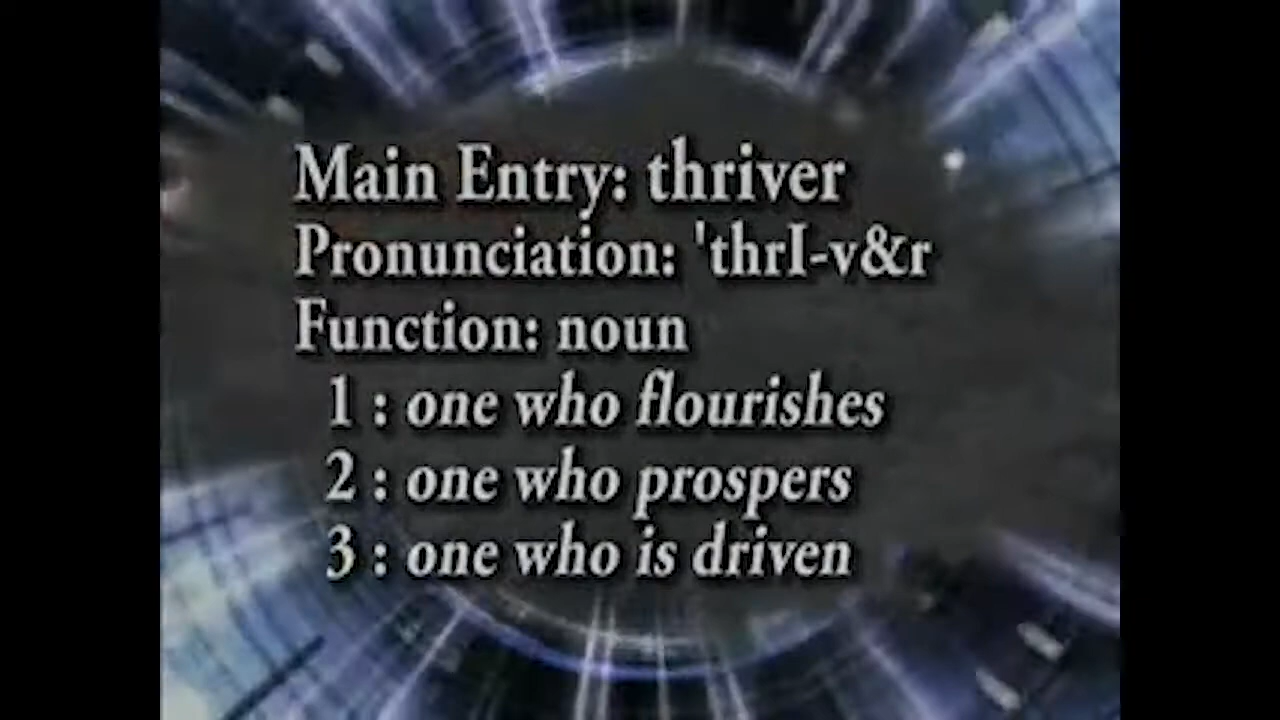 Main Entry: thriver
Pronunciation: 'thrI-v&r
Function: noun
1 : one who flourishes
2 : one who prospers
3 : one who is driven